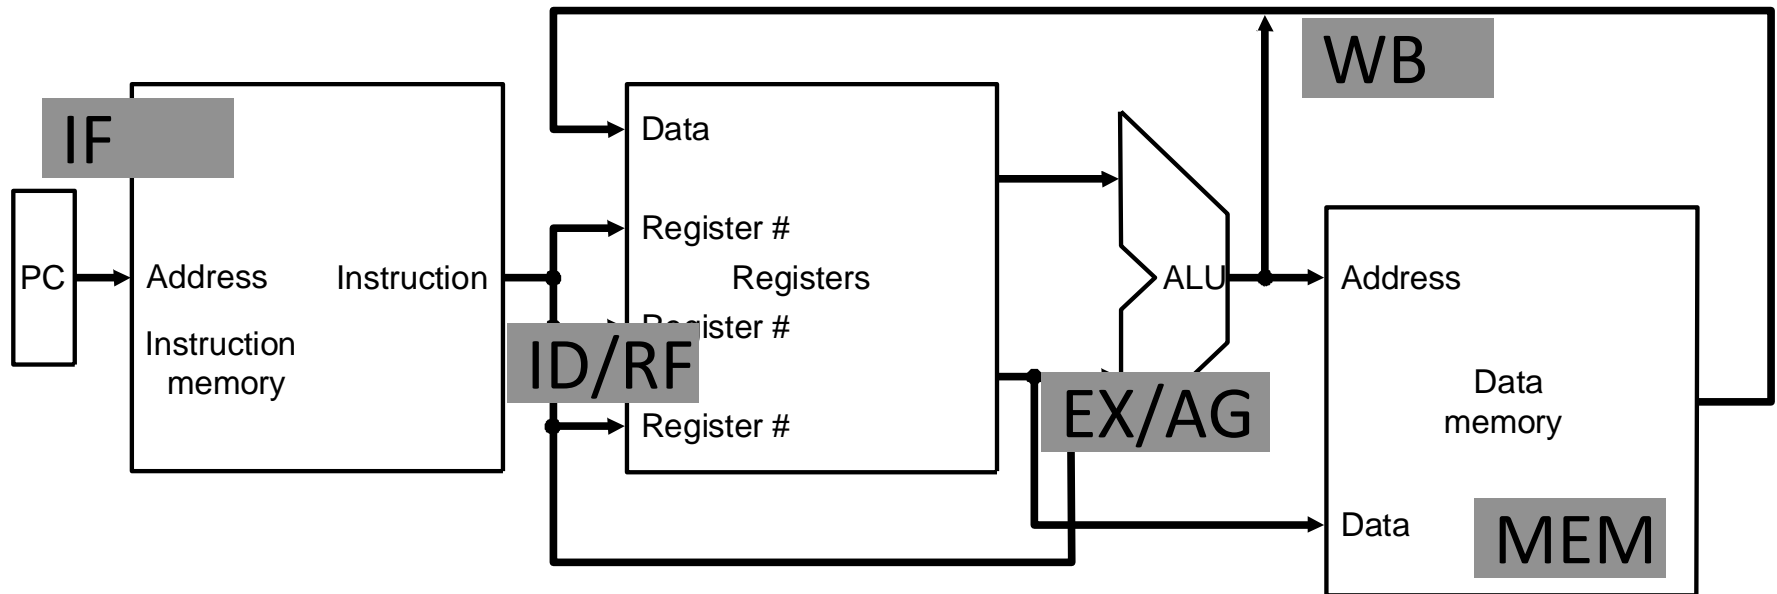 WB
IF
Data
Register #
PC
Address
Instruction
Registers
ALU
Address
Instruction
memory
Register #
ID/RF
EX/AG
Data
memory
Register #
Data
MEM